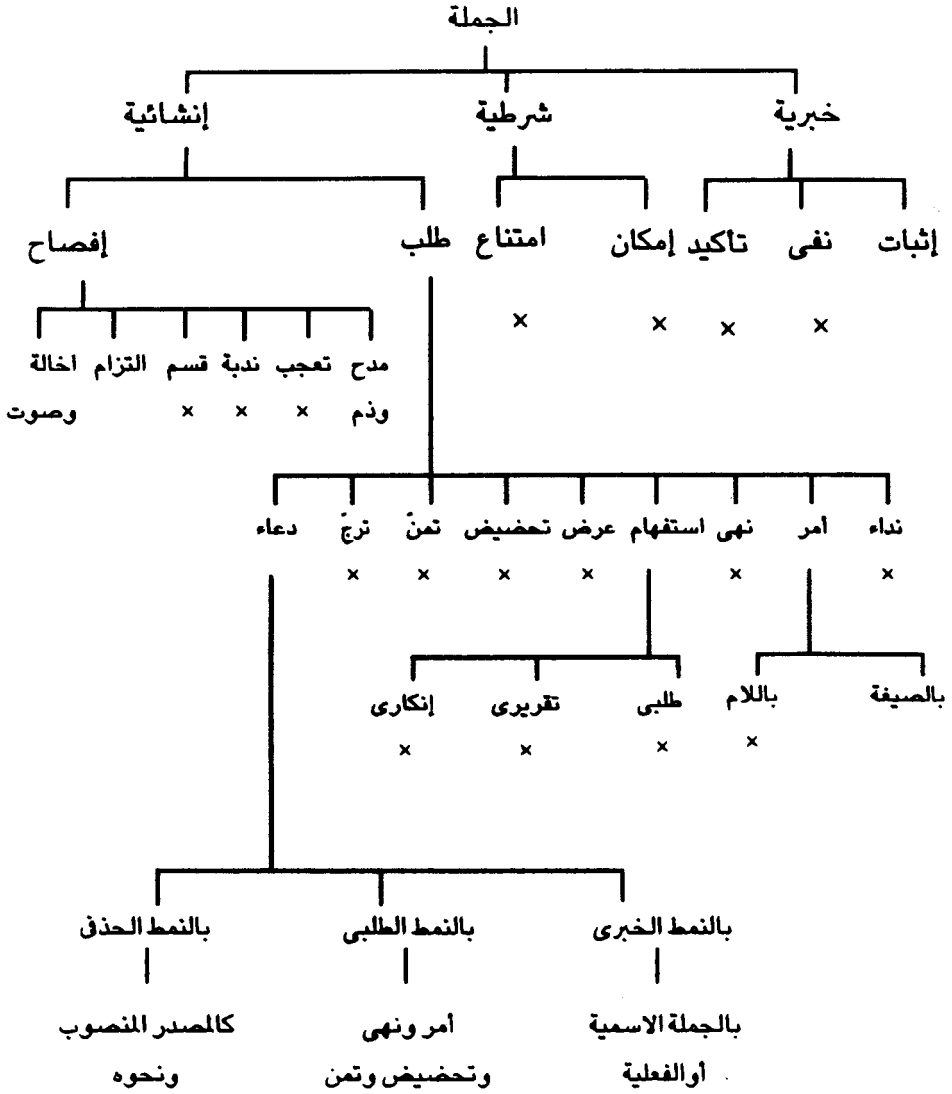 الجملة
خبرية شرطية إنشائية
إثبات نفى تأكيد إمكان امتناع طلب إفصاح
× × × ×
مدح تعجب ندبة قسم التزام اخالة
وذم × × × وصوت
نداء أمر نهى استفهام عرض تحضيض تمنّ ترجّ دعاء
× × × × × ×
بالصيغة باللام طلبى تقريرى إنكارى
× × × ×
بالنمط الخبرى بالنمط الطلبى بالنمط الحذفى
بالجملة الاسمية أمر ونهى كالمصدر المنصوب
أو الفعلية وتحضيض وتمن ونحوه